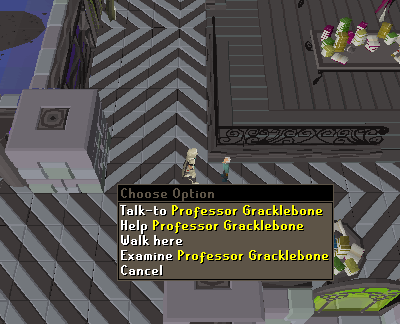 Choose Option
Talk-to Professor Gracklebone
Help Professor Gracklebone
Walk here
Examine Professor Gracklebone
Cancel